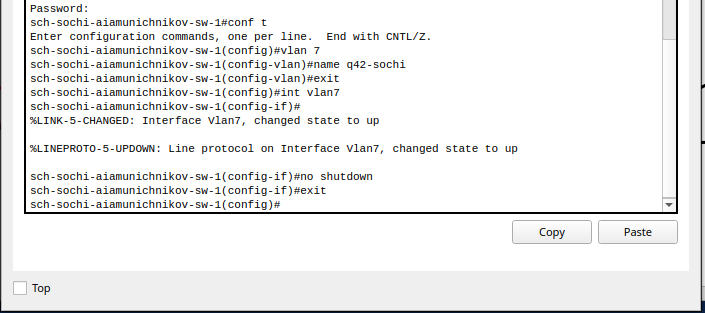 Password:
sch-sochi-aiamunichnikov-sw-1#conf t
Enter configuration commands, one per line.  End with CNTL/Z.
sch-sochi-aiamunichnikov-sw-1(config)#vlan 7
sch-sochi-aiamunichnikov-sw-1(config-vlan)#name q42-sochi
sch-sochi-aiamunichnikov-sw-1(config-vlan)#exit
sch-sochi-aiamunichnikov-sw-1(config)#int vlan7
sch-sochi-aiamunichnikov-sw-1(config-if)#
%LINK-5-CHANGED: Interface Vlan7, changed state to up
%LINEPROTO-5-UPDOWN: Line protocol on Interface Vlan7, changed state to up
sch-sochi-aiamunichnikov-sw-1(config-if)#no shutdown
sch-sochi-aiamunichnikov-sw-1(config-if)#exit
sch-sochi-aiamunichnikov-sw-1(config)#
Copy Paste
Top